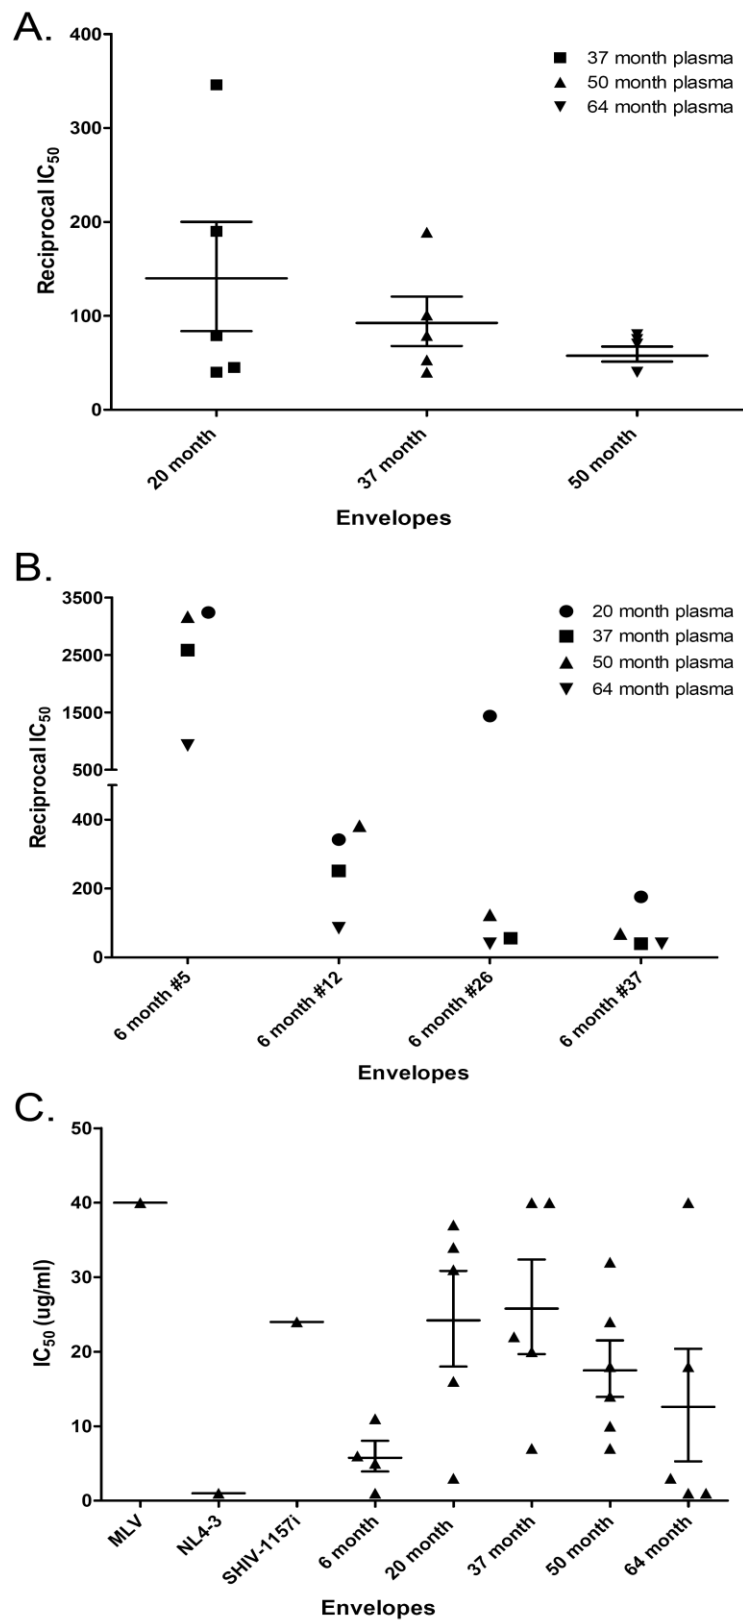 A.
400
300
200
100
0
Reciprocal IC50
37 month plasma
50 month plasma
64 month plasma
20 month
37 month
50 month
Envelopes
B.
3500
2500
1500
500
400
200
0
Reciprocal IC50
20 month plasma
37 month plasma
50 month plasma
64 month plasma
6 month #5
6 month #12
6 month #26
6 month #37
Envelopes
C.
50
40
30
20
10
0
IC50 (ug/ml)
MLV
NL4-3
SHIV-1157i
6 month
20 month
37 month
50 month
64 month
Envelopes